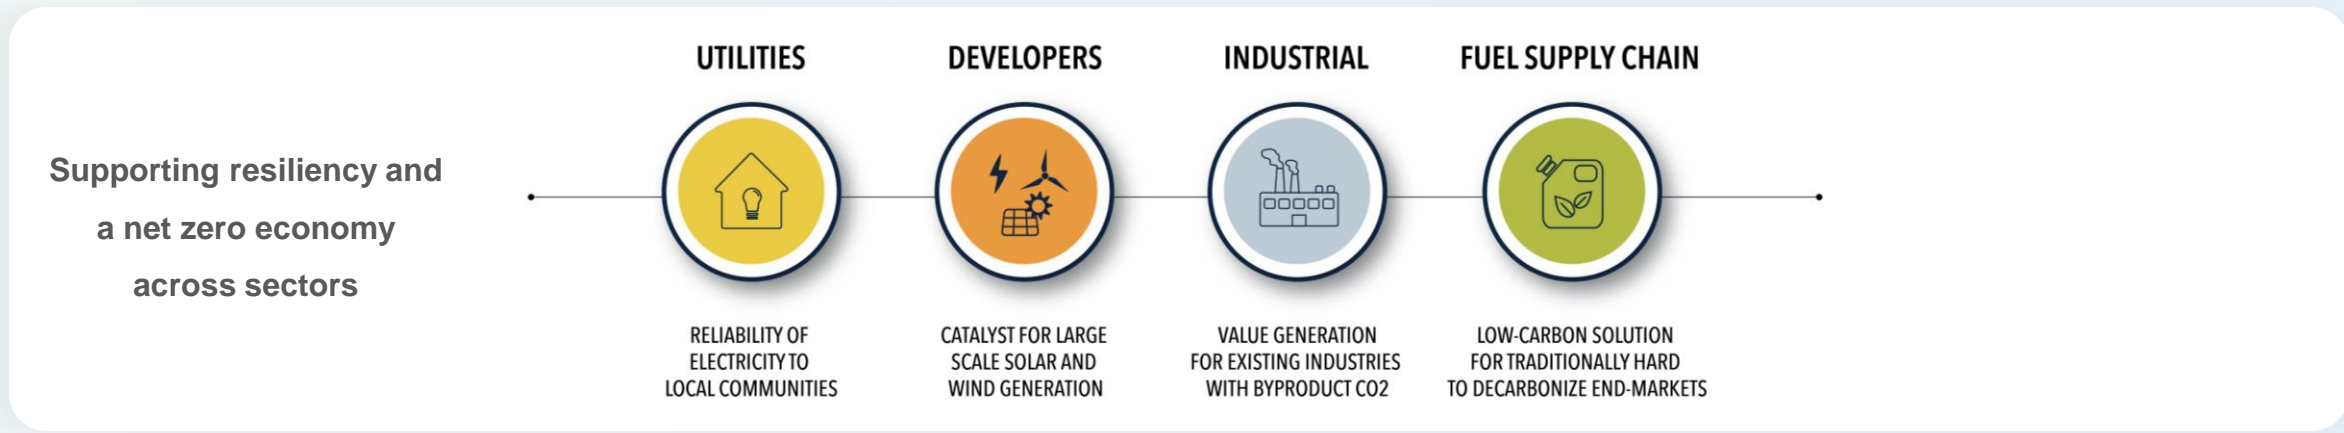 Supporting resiliency and
a net zero economy
across sectors
UTILITIES
RELIABILITY OF
ELECTRICITY TO
LOCAL COMMUNITIES
DEVELOPERS
CATALYST FOR LARGE
SCALE SOLAR AND
WIND GENERATION
INDUSTRIAL
VALUE GENERATION
FOR EXISTING INDUSTRIES
WITH BYPRODUCT CO2
FUEL SUPPLY CHAIN
LOW-CARBON SOLUTION
FOR TRADITIONALLY HARD
TO DECARBONIZE END-MARKETS